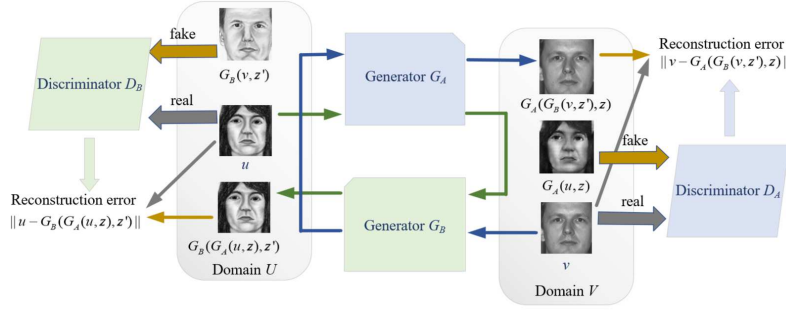 fake
Discriminator D_B
G_B(v, z')
real
u
Reconstruction error
|| u − G_B(G_A(u, z), z') ||
G_B(G_A(u, z), z')
Domain U
Generator G_A
Generator G_B
G_A(G_B(v, z'), z)
fake
G_A(u, z)
real
v
Domain V
Reconstruction error
|| v − G_A(G_B(v, z'), z) |
Discriminator D_A